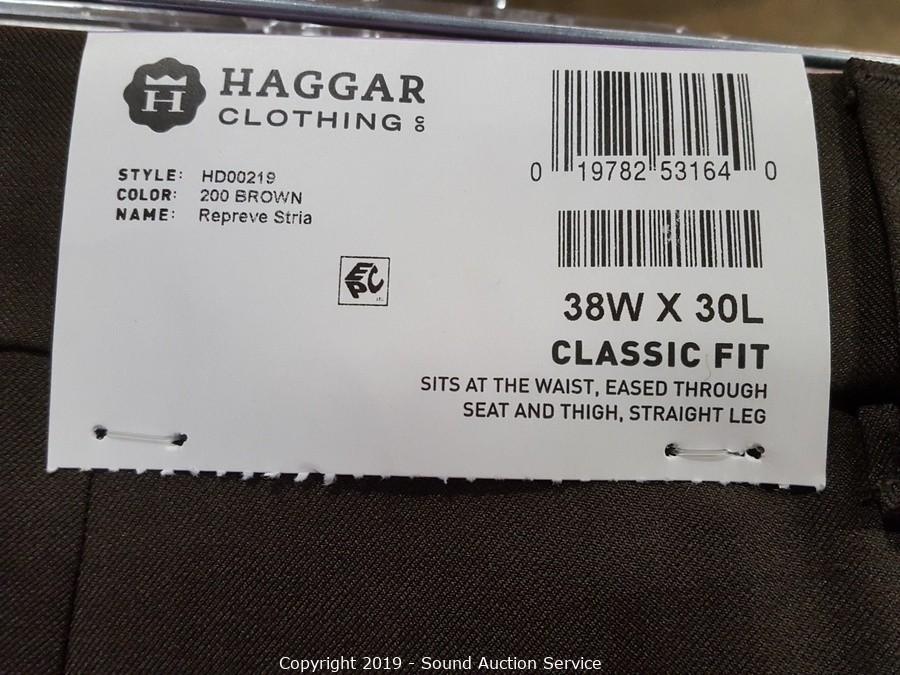 H
HAGGAR
CLOTHING CO
STYLE: HD00219
COLOR: 200 BROWN
NAME: Repreve Stria
EPC
0 19782 53164 0
38W X 30L
CLASSIC FIT
SITS AT THE WAIST, EASED THROUGH
SEAT AND THIGH, STRAIGHT LEG
Copyright 2019 - Sound Auction Service